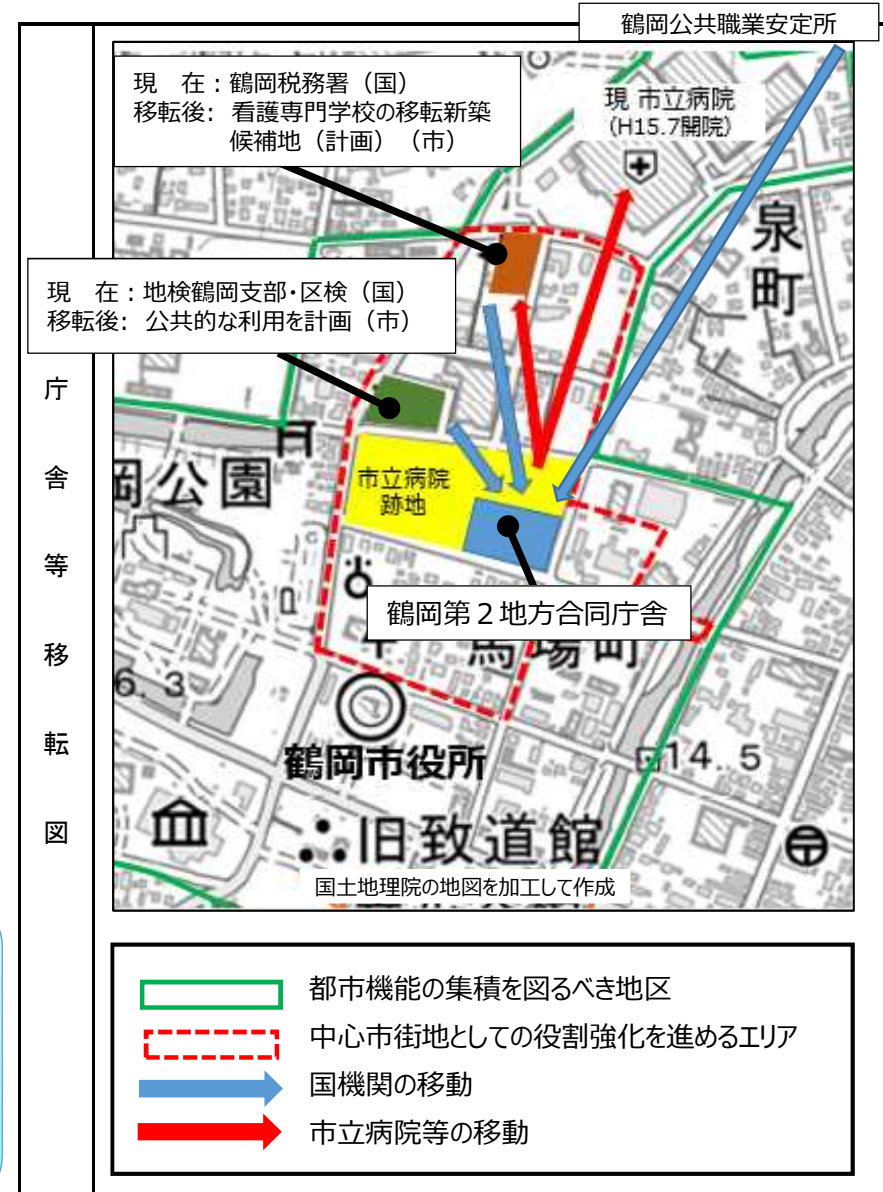 鶴岡公共職業安定所
現　在：鶴岡税務署（国）
移転後：看護専門学校の移転新築
候補地（計画）（市）
現 市立病院
（H15.7開院）
泉町
現　在：地検鶴岡支部・区検（国）
移転後：公共的な利用を計画（市）
庁舎等移転図
岡公園
市立病院
跡地
鶴岡第２地方合同庁舎
馬場町
6.3
鶴岡市役所
14.5
旧致道館
国土地理院の地図を加工して作成
都市機能の集積を図るべき地区
中心市街地としての役割強化を進めるエリア
国機関の移動
市立病院等の移動